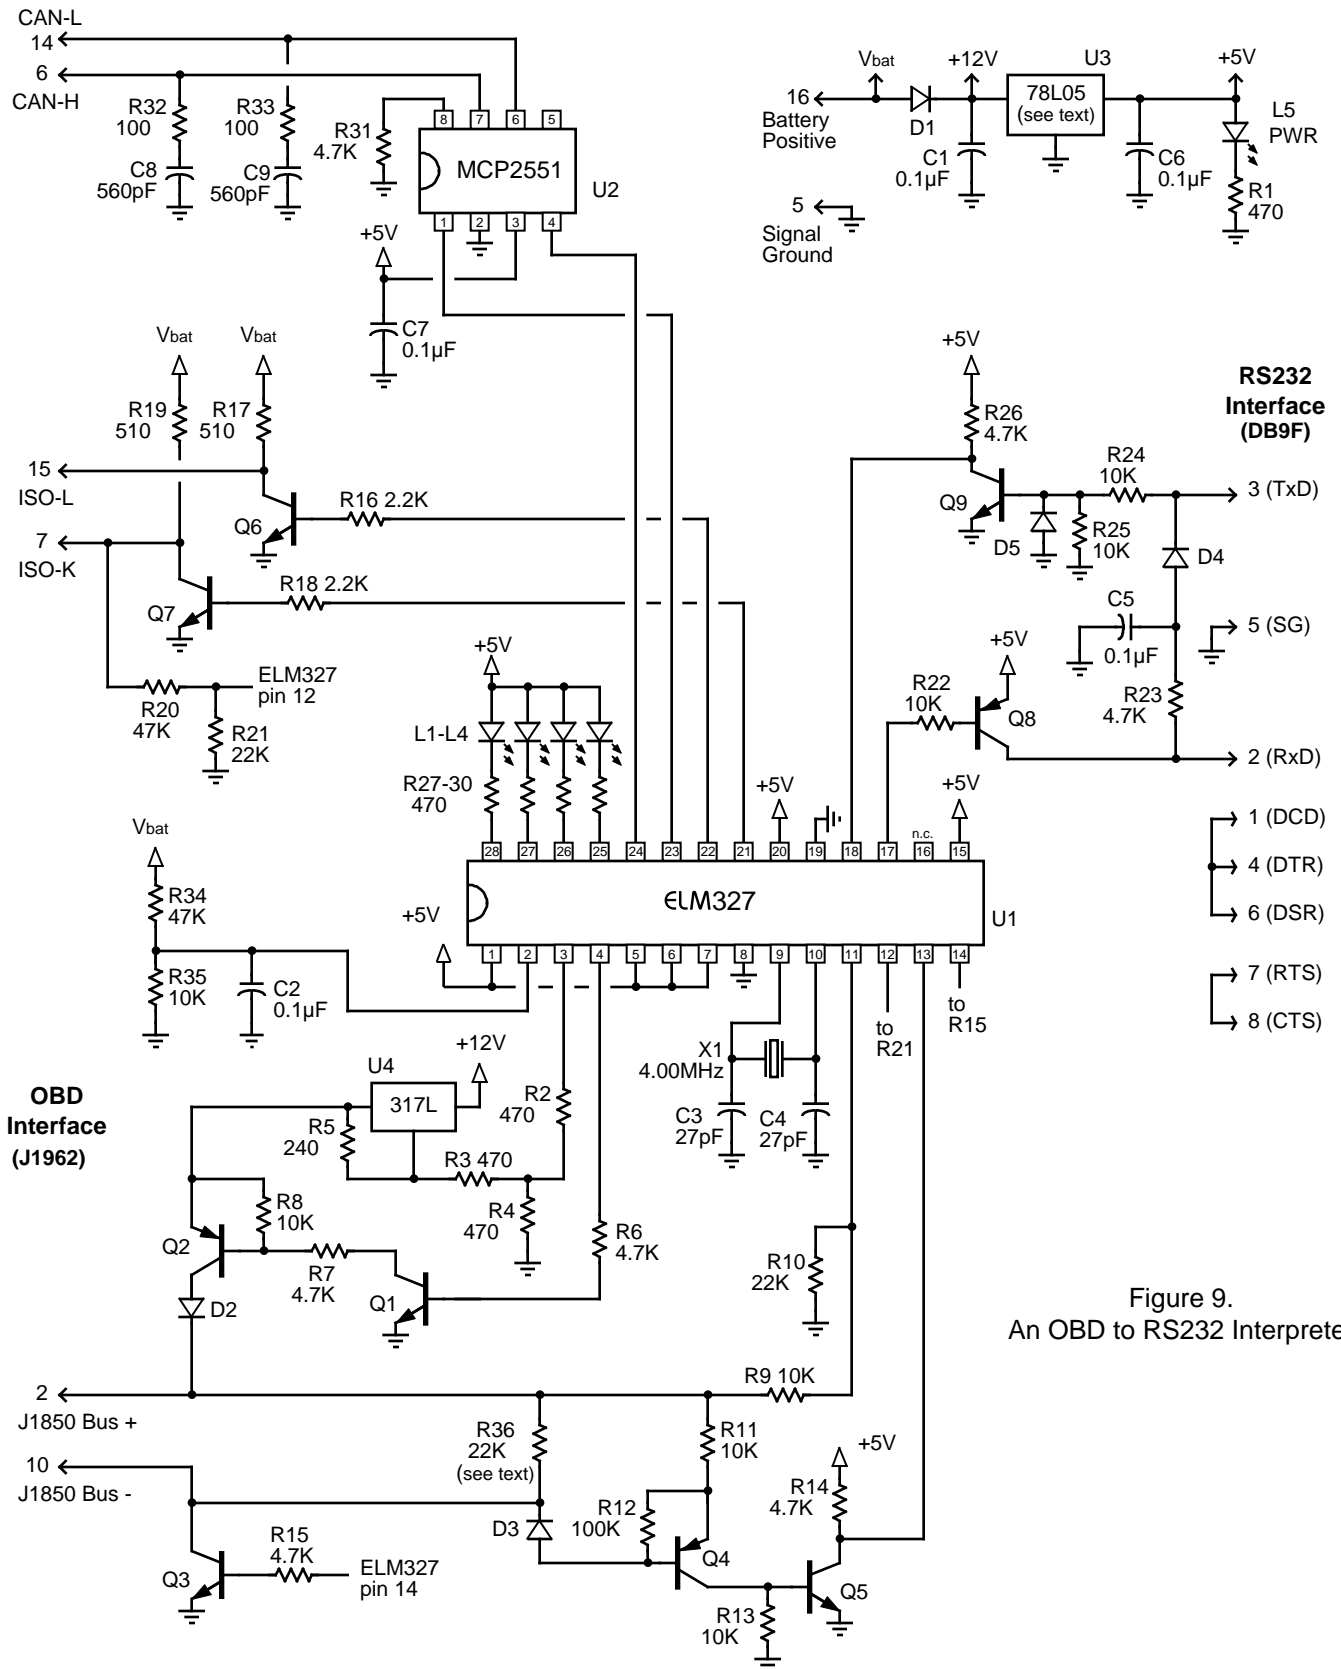 CAN-L
14
6
CAN-H
R32
100
R33
100
C8
560pF
C9
560pF
R31
4.7K
8 7 6 5
MCP2551
U2
1 2 3 4
+5V
C7
0.1µF
Vbat
+12V
U3
+5V
16
Battery
Positive
D1
78L05
(see text)
L5
PWR
C1
0.1µF
C6
0.1µF
R1
470
5
Signal
Ground
Vbat
Vbat
R19
510
R17
510
15
ISO-L
R16 2.2K
Q6
7
ISO-K
R18 2.2K
Q7
ELM327
pin 12
R20
47K
R21
22K
+5V
R26
4.7K
RS232
Interface
(DB9F)
R24
10K
3 (TxD)
Q9
D5
R25
10K
D4
C5
0.1µF
5 (SG)
+5V
R22
10K
Q8
R23
4.7K
2 (RxD)
+5V
L1-L4
R27-30
470
+5V
+5V
n.c.
1 (DCD)
4 (DTR)
6 (DSR)
7 (RTS)
8 (CTS)
28 27 26 25 24 23 22 21 20 19 18 17 16 15
ELM327
U1
1 2 3 4 5 6 7 8 9 10 11 12 13 14
+5V
Vbat
R34
47K
R35
10K
C2
0.1µF
to
R21
to
R15
X1
4.00MHz
C3
27pF
C4
27pF
OBD
Interface
(J1962)
U4
+12V
317L
R5
240
R2
470
R3 470
R4
470
R8
10K
Q2
R7
4.7K
Q1
R6
4.7K
D2
R10
22K
Figure 9.
An OBD to RS232 Interprete
2
J1850 Bus +
R9 10K
R36
22K
(see text)
R11
10K
+5V
10
J1850 Bus -
R14
4.7K
R12
100K
D3
Q4
R15
4.7K
ELM327
pin 14
Q3
Q5
R13
10K